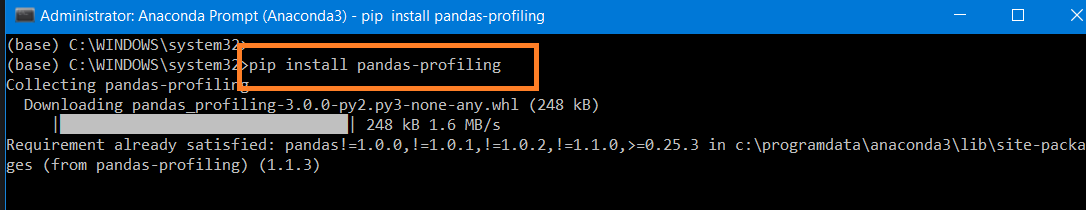 Administrator: Anaconda Prompt (Anaconda3) - pip  install pandas-profiling
(base) C:\WINDOWS\system32>
(base) C:\WINDOWS\system32>pip install pandas-profiling
Collecting pandas-profiling
  Downloading pandas_profiling-3.0.0-py2.py3-none-any.whl (248 kB)
     |████████████████████████████████| 248 kB 1.6 MB/s
Requirement already satisfied: pandas!=1.0.0,!=1.0.1,!=1.0.2,!=1.1.0,>=0.25.3 in c:\programdata\anaconda3\lib\site-packa
ges (from pandas-profiling) (1.1.3)